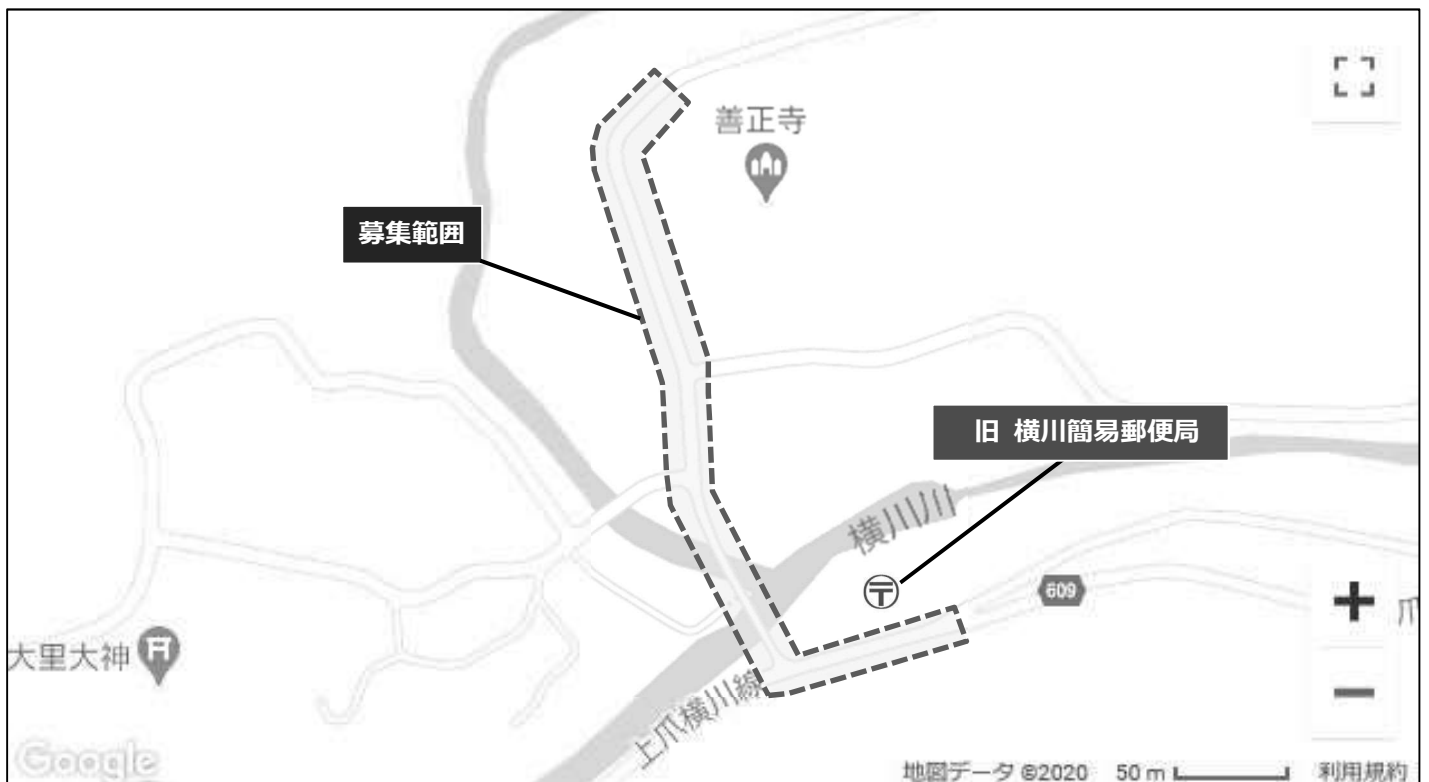 善正寺
募集範囲
旧 横川簡易郵便局
横川川
609
爪
大里大神
上爪横川線
Google
地図データ ©2020 50 m 利用規約